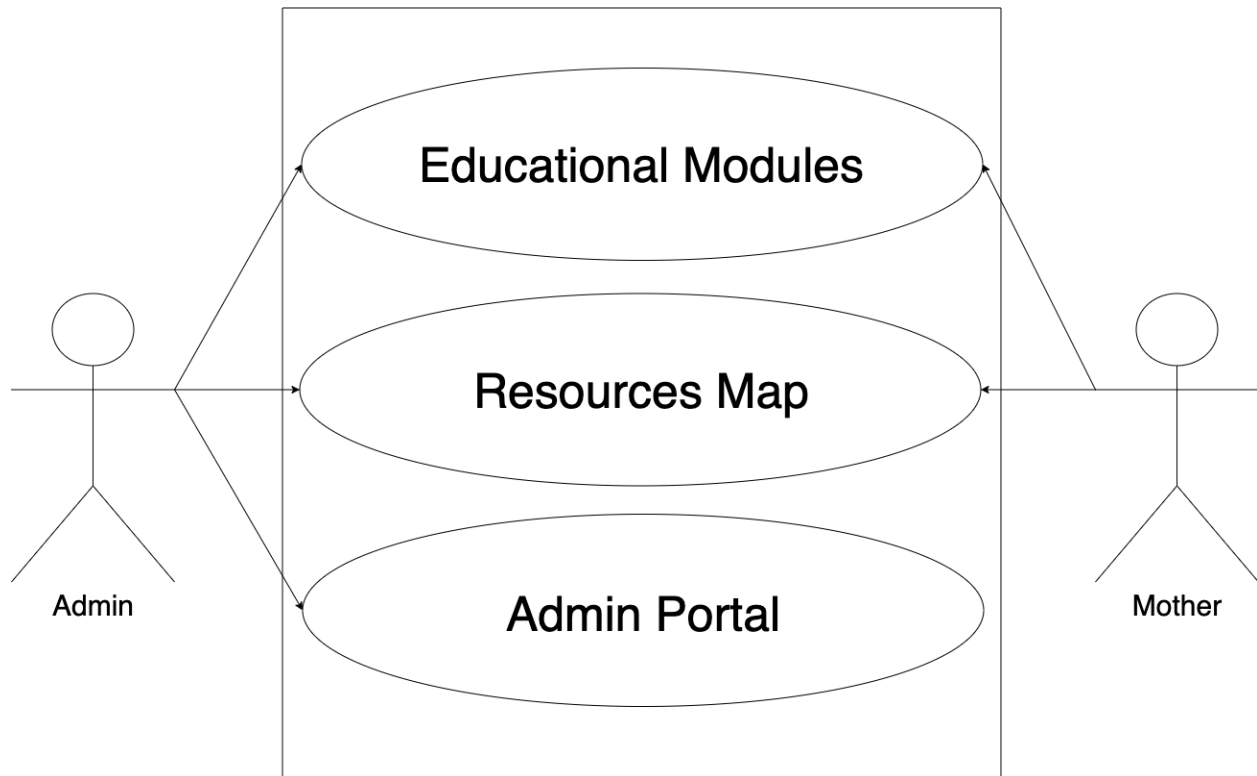 Educational Modules
Resources Map
Admin Portal
Admin
Mother